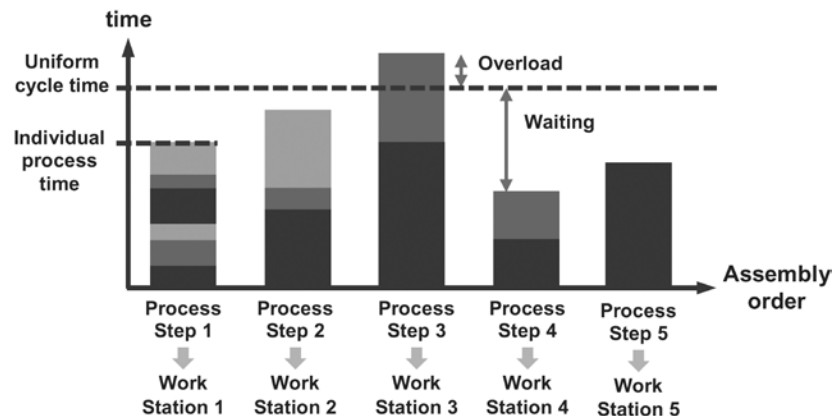 time
Uniform
cycle time
Overload
Waiting
Individual
process
time
Assembly
order
Process
Step 1
Process
Step 2
Process
Step 3
Process
Step 4
Process
Step 5
Work
Station 1
Work
Station 2
Work
Station 3
Work
Station 4
Work
Station 5